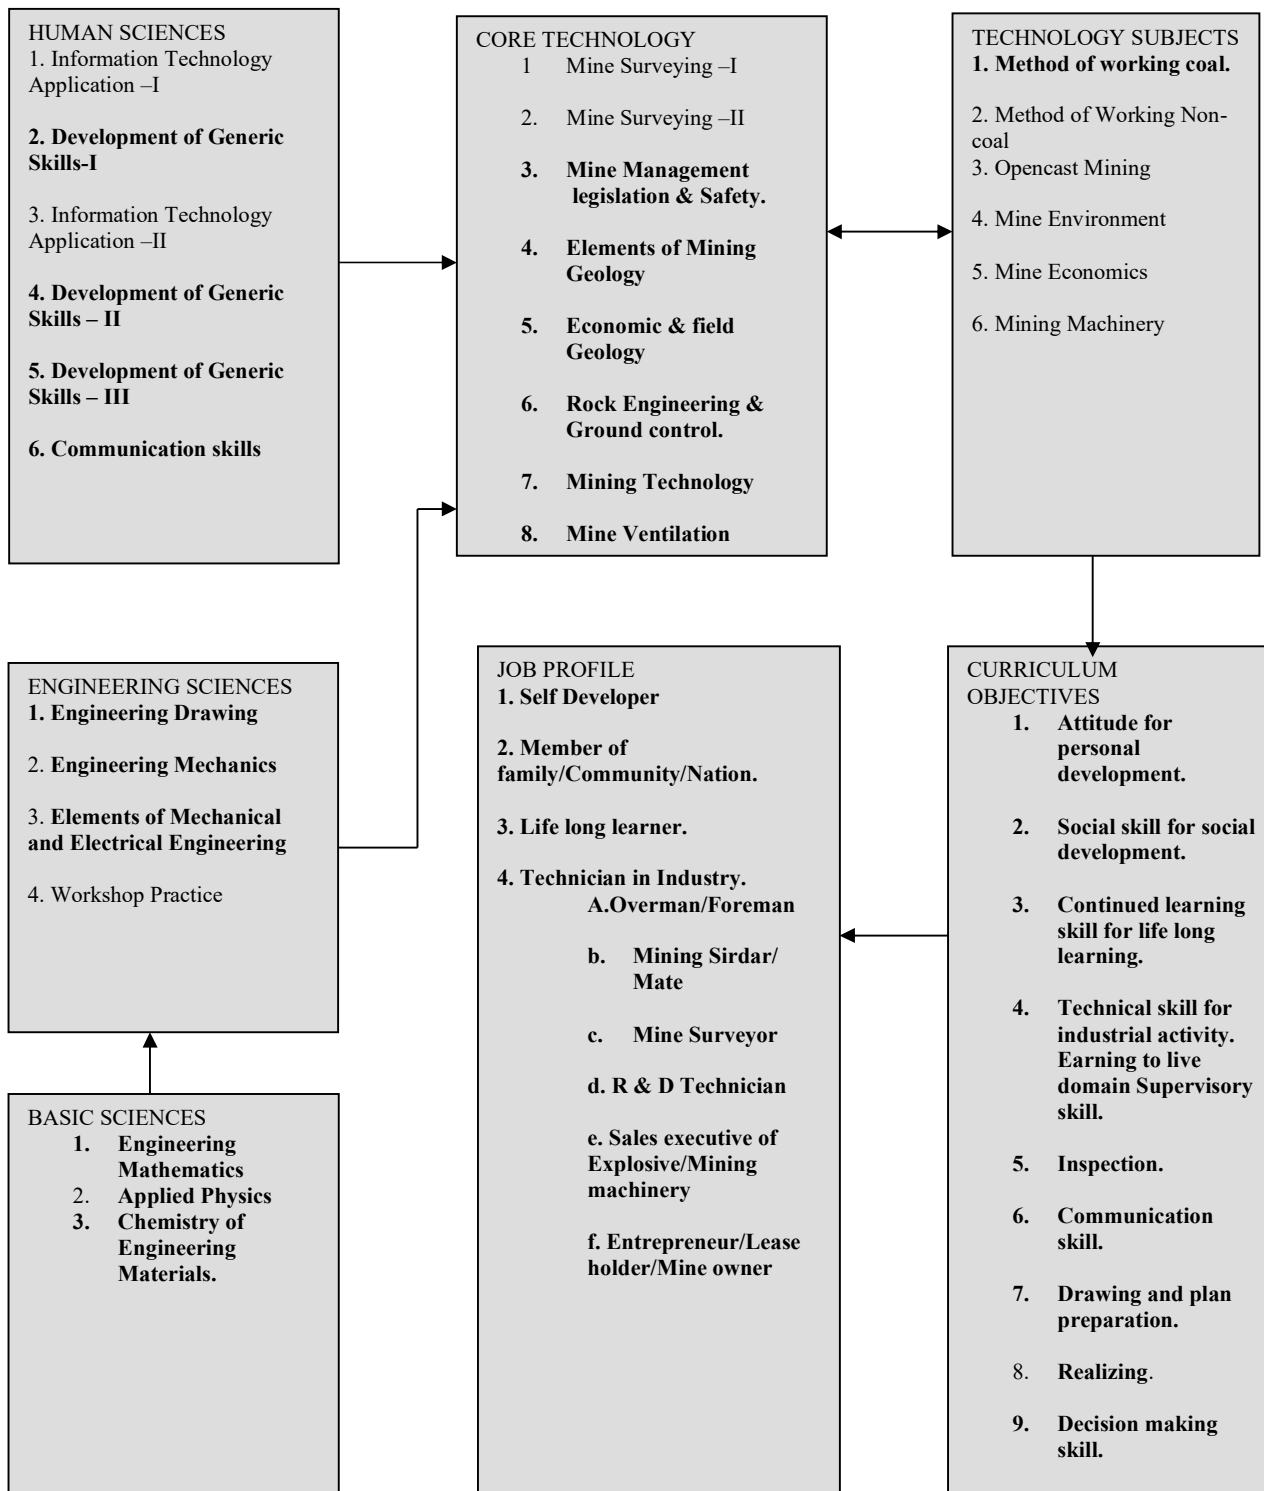 HUMAN SCIENCES
1. Information Technology
Application –I
2. Development of Generic
Skills-I
3. Information Technology
Application –II
4. Development of Generic
Skills – II
5. Development of Generic
Skills – III
6. Communication skills
CORE TECHNOLOGY
1 Mine Surveying –I
2. Mine Surveying –II
3. Mine Management
legislation & Safety.
4. Elements of Mining
Geology
5. Economic & field
Geology
6. Rock Engineering &
Ground control.
7. Mining Technology
8. Mine Ventilation
TECHNOLOGY SUBJECTS
1. Method of working coal.
2. Method of Working Non-
coal
3. Opencast Mining
4. Mine Environment
5. Mine Economics
6. Mining Machinery
ENGINEERING SCIENCES
1. Engineering Drawing
2. Engineering Mechanics
3. Elements of Mechanical
and Electrical Engineering
4. Workshop Practice
JOB PROFILE
1. Self Developer
2. Member of
family/Community/Nation.
3. Life long learner.
4. Technician in Industry.
A.Overman/Foreman
b. Mining Sirdar/
Mate
c. Mine Surveyor
d. R & D Technician
e. Sales executive of
Explosive/Mining
machinery
f. Entrepreneur/Lease
holder/Mine owner
CURRICULUM
OBJECTIVES
1. Attitude for
personal
development.
2. Social skill for social
development.
3. Continued learning
skill for life long
learning.
4. Technical skill for
industrial activity.
Earning to live
domain Supervisory
skill.
5. Inspection.
6. Communication
skill.
7. Drawing and plan
preparation.
8. Realizing.
9. Decision making
skill.
BASIC SCIENCES
1. Engineering
Mathematics
2. Applied Physics
3. Chemistry of
Engineering
Materials.